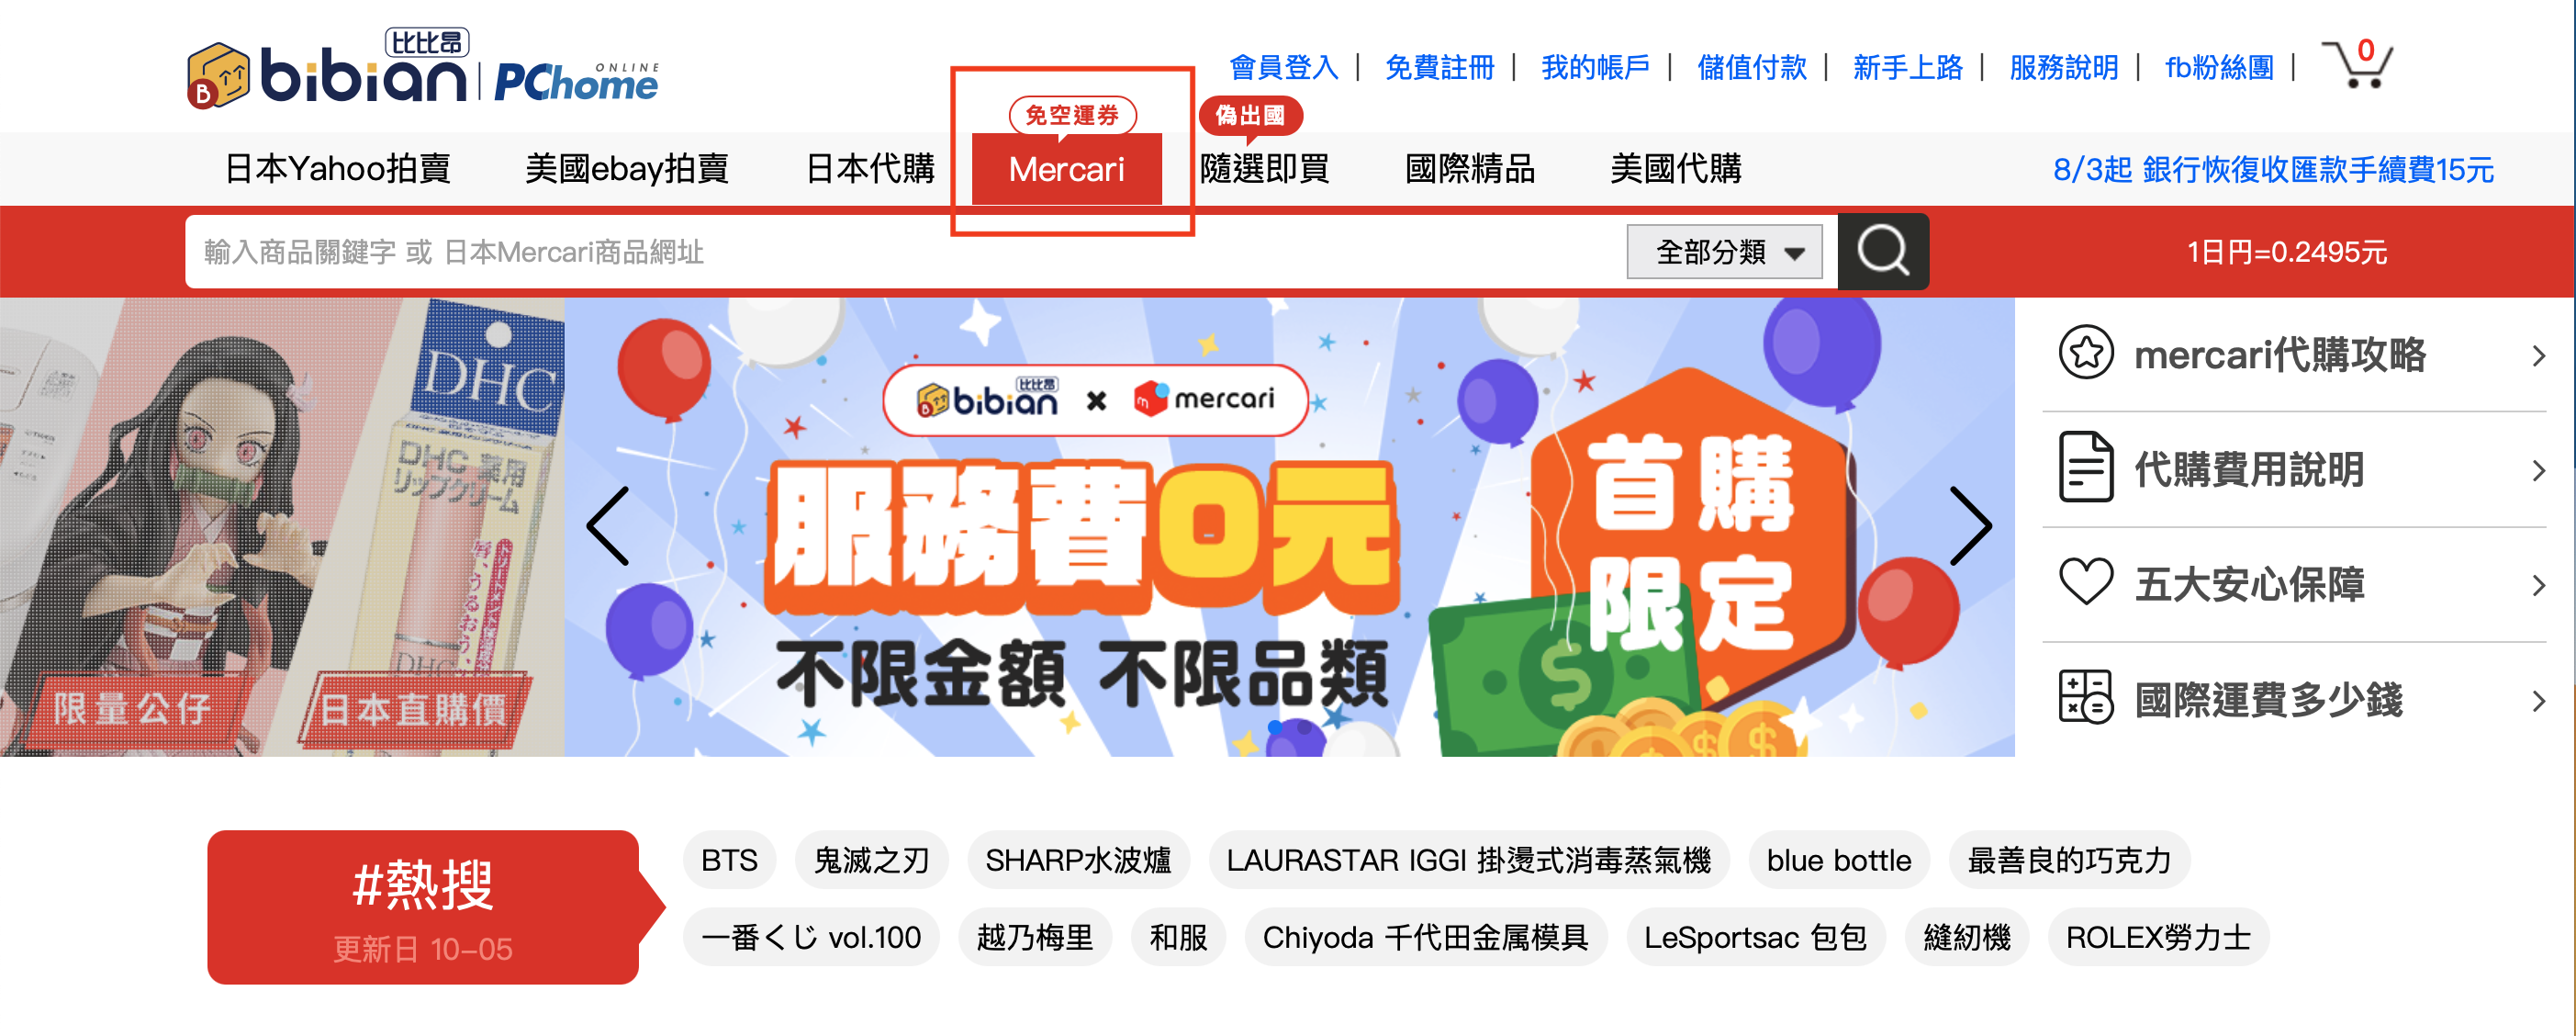 比比昂
bibian | PChome ONLINE
B
會員登入 | 免費註冊 | 我的帳戶 | 儲值付款 | 新手上路 | 服務說明 | fb粉絲團 |
0
免空運券
偽出國
日本Yahoo拍賣 美國ebay拍賣 日本代購 Mercari 隨選即買 國際精品 美國代購
8/3起 銀行恢復收匯款手續費15元
輸入商品關鍵字 或 日本Mercari商品網址
全部分類
1日円=0.2495元
DHC
DHC 薬用
リップクリーム
DHC
限量公仔
日本直購價
比比昂
bibian × mercari
服務費0元
不限金額 不限品類
首購
限定
mercari代購攻略
代購費用說明
五大安心保障
國際運費多少錢
#熱搜
更新日 10-05
BTS 鬼滅之刃 SHARP水波爐 LAURASTAR IGGI 掛燙式消毒蒸氣機 blue bottle 最善良的巧克力
一番くじ vol.100 越乃梅里 和服 Chiyoda 千代田金属模具 LeSportsac 包包 縫紉機 ROLEX勞力士